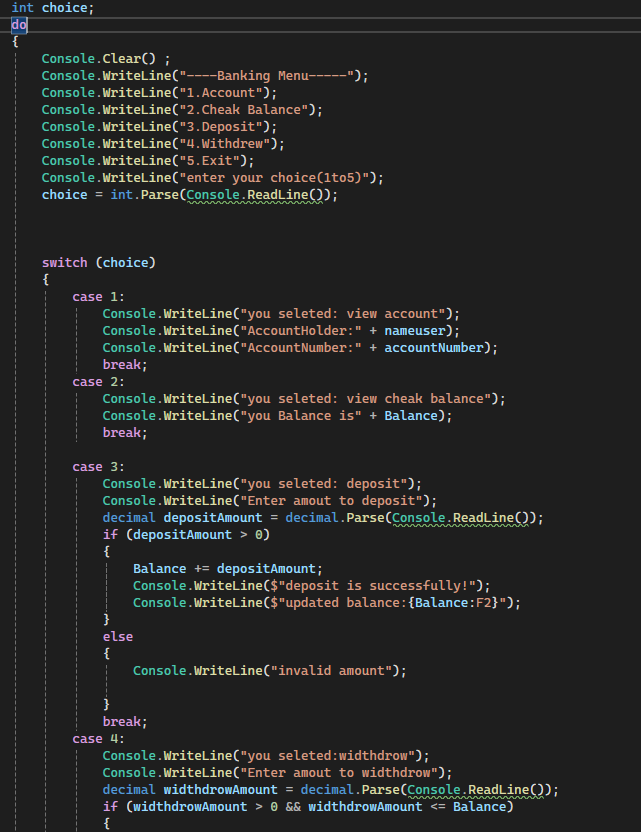 int choice;
do
{
Console.Clear() ;
Console.WriteLine("----Banking Menu-----");
Console.WriteLine("1.Account");
Console.WriteLine("2.Cheak Balance");
Console.WriteLine("3.Deposit");
Console.WriteLine("4.Withdrew");
Console.WriteLine("5.Exit");
Console.WriteLine("enter your choice(1to5)");
choice = int.Parse(Console.ReadLine());
switch (choice)
{
case 1:
Console.WriteLine("you seleted: view account");
Console.WriteLine("AccountHolder:" + nameuser);
Console.WriteLine("AccountNumber:" + accountNumber);
break;
case 2:
Console.WriteLine("you seleted: view cheak balance");
Console.WriteLine("you Balance is" + Balance);
break;
case 3:
Console.WriteLine("you seleted: deposit");
Console.WriteLine("Enter amout to deposit");
decimal depositAmount = decimal.Parse(Console.ReadLine());
if (depositAmount > 0)
{
Balance += depositAmount;
Console.WriteLine($"deposit is successfully!");
Console.WriteLine($"updated balance:{Balance:F2}");
}
else
{
Console.WriteLine("invalid amount");
}
break;
case 4:
Console.WriteLine("you seleted:widthdrow");
Console.WriteLine("Enter amout to widthdrow");
decimal widthdrowAmount = decimal.Parse(Console.ReadLine());
if (widthdrowAmount > 0 && widthdrowAmount <= Balance)
{